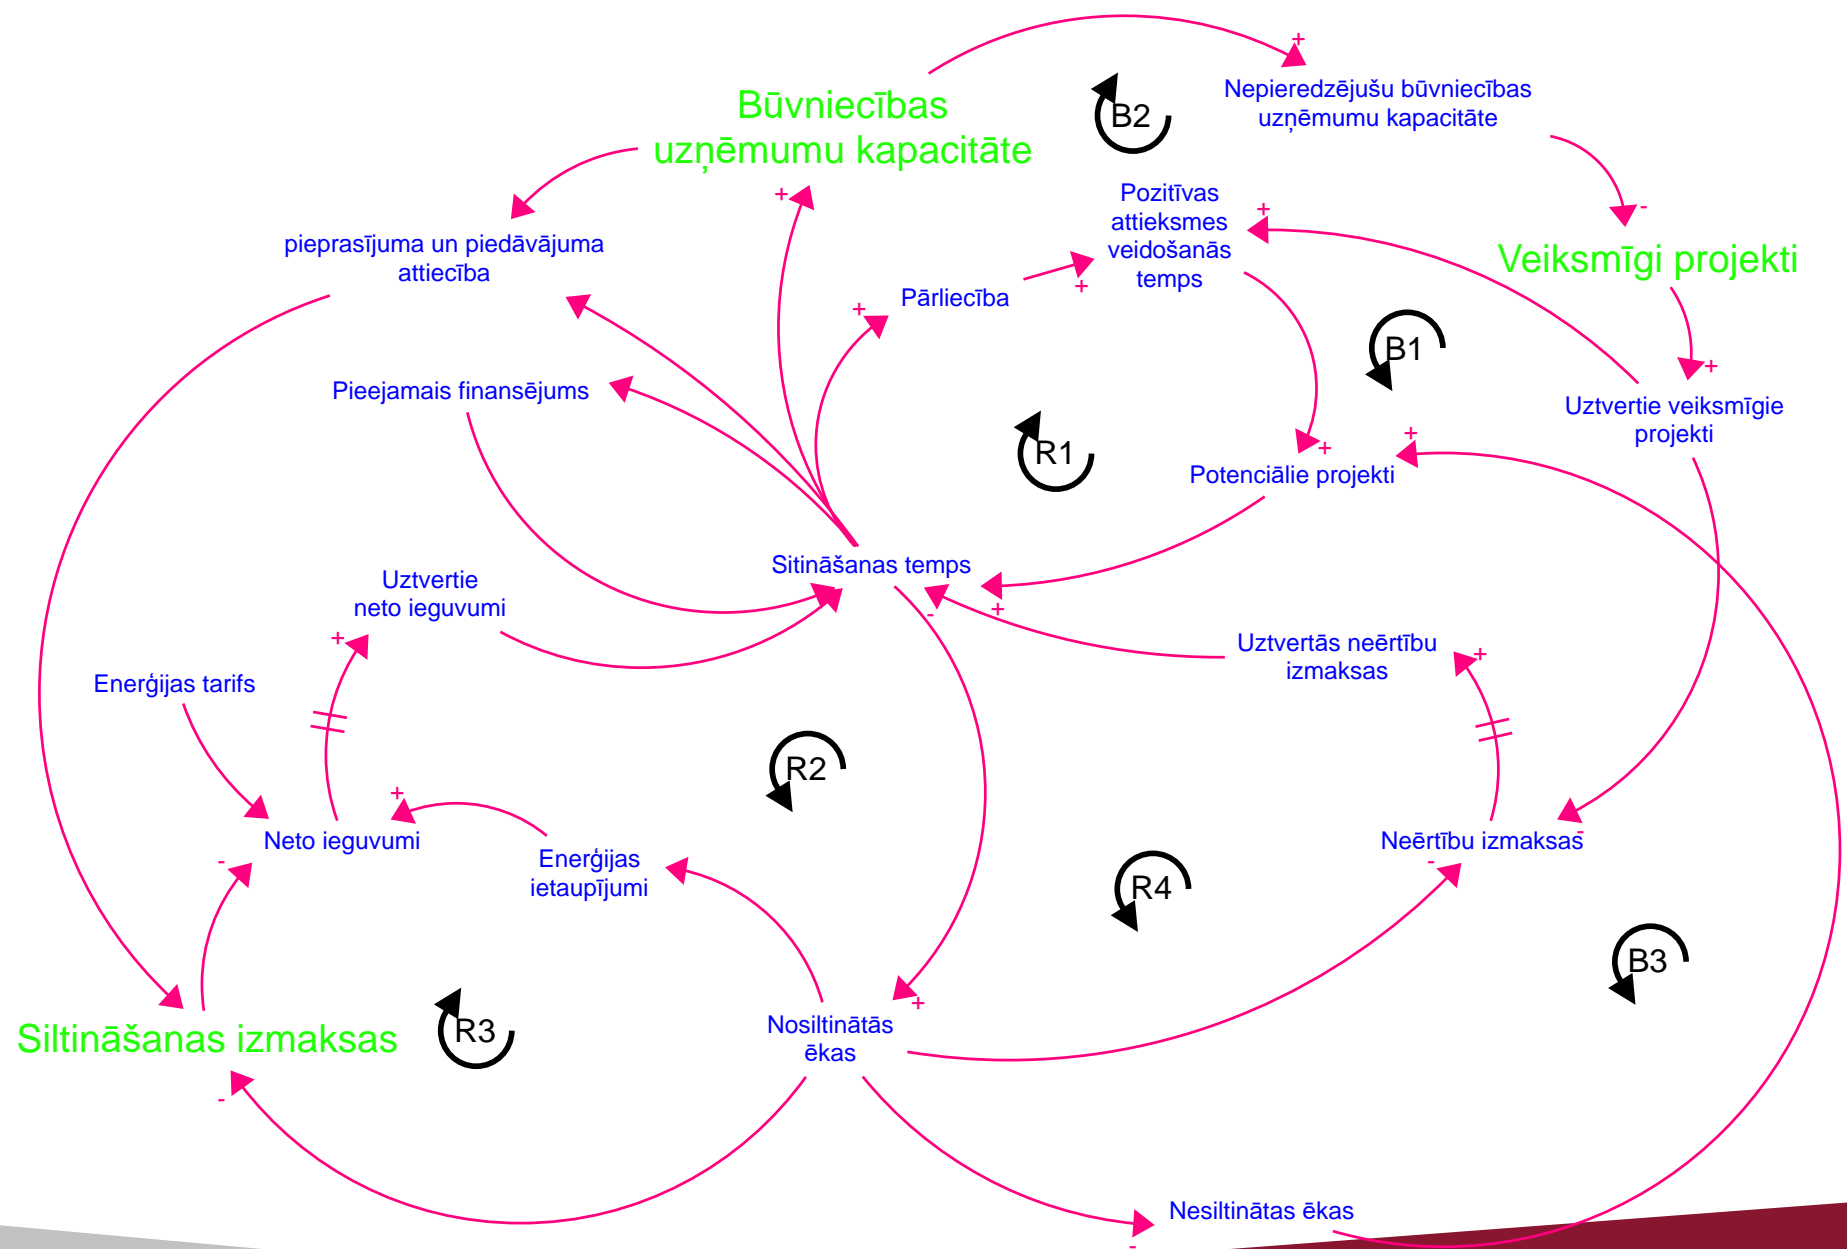 Būvniecības
uzņēmumu kapacitāte
+
Nepieredzējušu būvniecības
uzņēmumu kapacitāte
B2
-
Veiksmīgi projekti
+
Pozitīvas
attieksmes
veidošanās
temps
+
pieprasījuma un piedāvājuma
attiecība
+
Pārliecība
+
+
B1
+
Uztvertie veiksmīgie
projekti
Pieejamais finansējums
R1
+
+
Potenciālie projekti
Sitināšanas temps
-
+
Uztvertie
neto ieguvumi
+
Uztvertās neērtību
izmaksas
+
Enerģijas tarifs
R2
+
Neto ieguvumi
-
Enerģijas
ietaupījumi
Neērtību izmaksas
-
-
R4
B3
Siltināšanas izmaksas
-
R3
+
Nosiltinātās
ēkas
Nesiltinātas ēkas
-